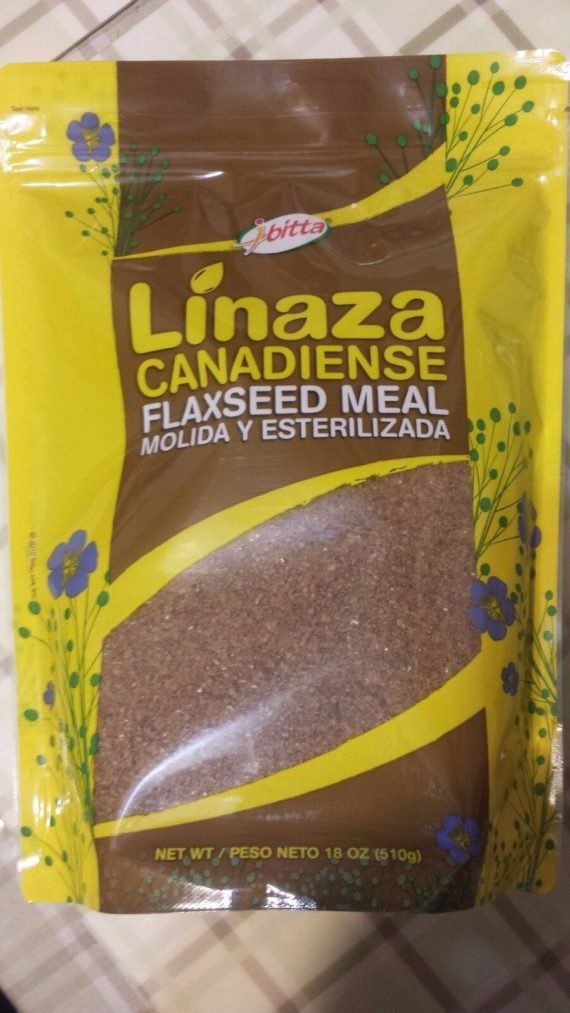 bitta
Linaza
CANADIENSE
FLAXSEED MEAL
MOLIDA Y ESTERILIZADA
NET WT / PESO NETO 18 OZ (510g)